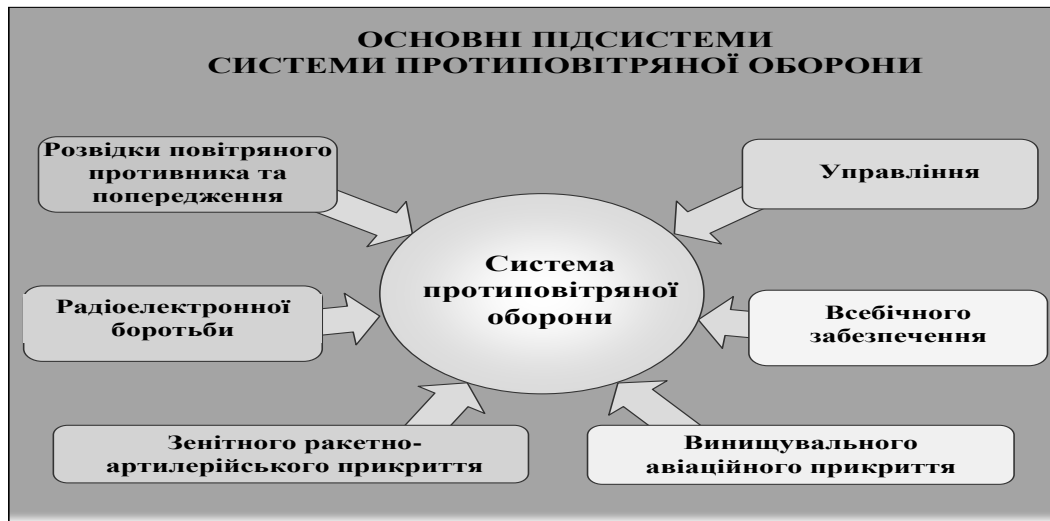 ОСНОВНІ ПІДСИСТЕМИ
СИСТЕМИ ПРОТИПОВІТРЯНОЇ ОБОРОНИ
Розвідки повітряного
противника та
попередження
Управління
Система
протиповітряної
оборони
Радіоелектронної
боротьби
Всебічного
забезпечення
Зенітного ракетно-
артилерійського прикриття
Винищувального
авіаційного прикриття